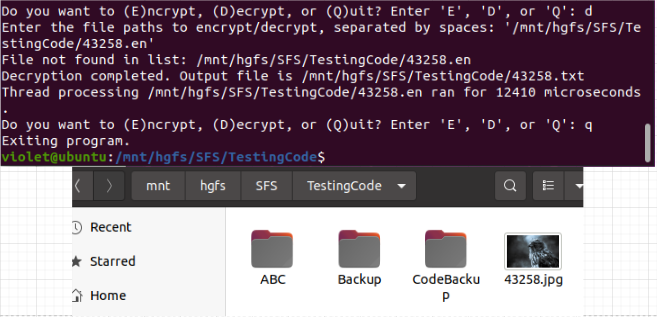 Do you want to (E)ncrypt, (D)ecrypt, or (Q)uit? Enter 'E', 'D', or 'Q': d
Enter the file paths to encrypt/decrypt, separated by spaces: '/mnt/hgfs/SFS/Te
stingCode/43258.en'
File not found in list: /mnt/hgfs/SFS/TestingCode/43258.en
Decryption completed. Output file is /mnt/hgfs/SFS/TestingCode/43258.txt
Thread processing /mnt/hgfs/SFS/TestingCode/43258.en ran for 12410 microseconds
.
Do you want to (E)ncrypt, (D)ecrypt, or (Q)uit? Enter 'E', 'D', or 'Q': q
Exiting program.
violet@ubuntu:/mnt/hgfs/SFS/TestingCode$
mnt hgfs SFS TestingCode
Recent
Starred
Home
ABC Backup CodeBackup 43258.jpg